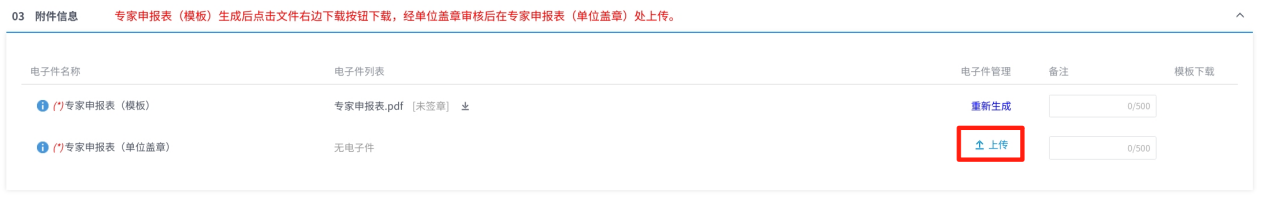 03 附件信息 专家申报表（模板）生成后点击文件右边下载按钮下载，经单位盖章审核后在专家申报表（单位盖章）处上传。
电子件名称 电子件列表 电子件管理 备注 模板下载
(*)专家申报表（模板） 专家申报表.pdf [未签章] 重新生成 0/500
(*)专家申报表（单位盖章） 无电子件 上传 0/500